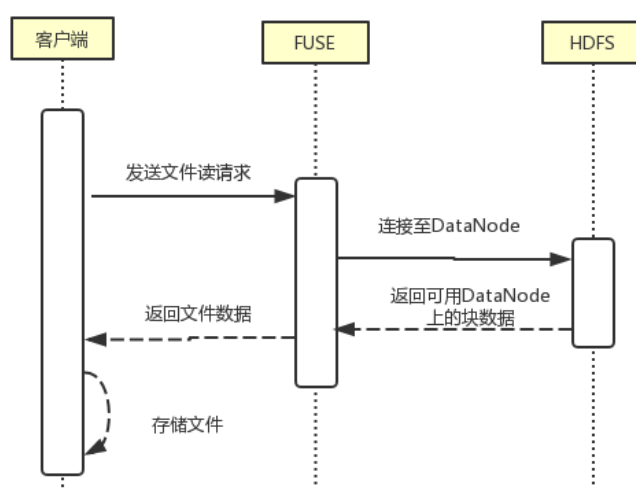 客户端
FUSE
HDFS
发送文件读请求
连接至DataNode
返回可用DataNode
上的块数据
返回文件数据
存储文件